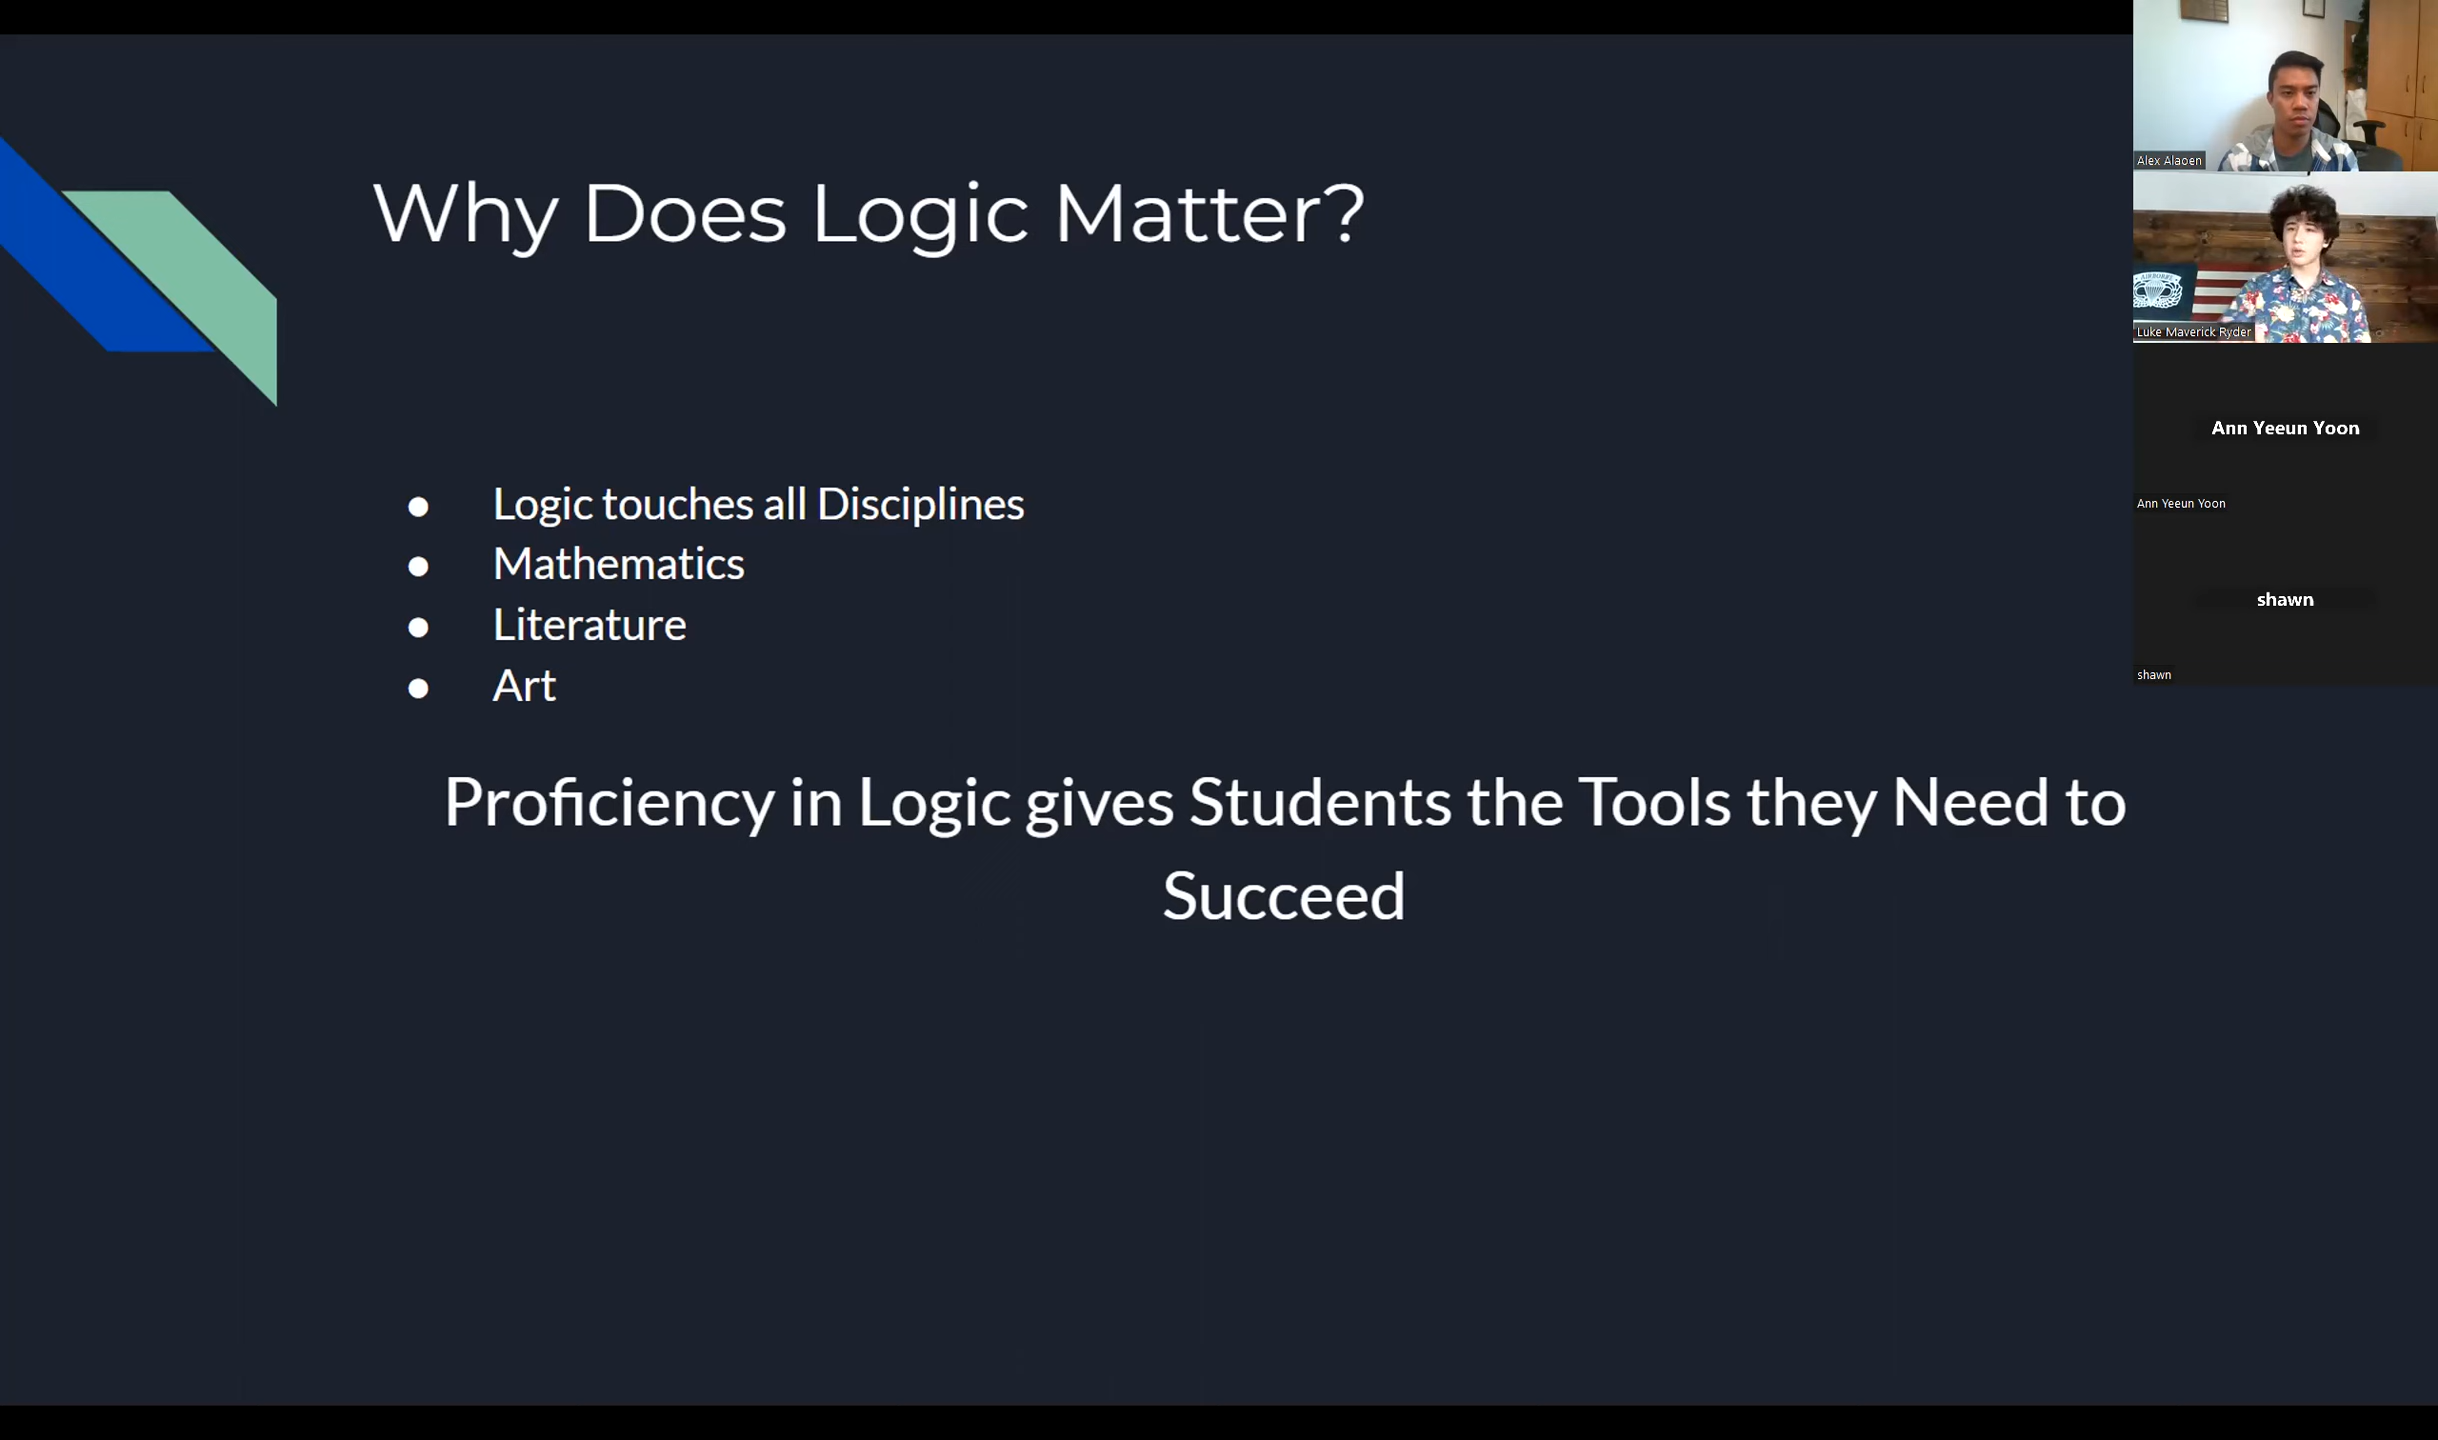 Why Does Logic Matter?
● Logic touches all Disciplines
● Mathematics
● Literature
● Art
Proficiency in Logic gives Students the Tools they Need to
Succeed
Alex Alaoen
AIRBORNE
Luke Maverick Ryder
Ann Yeeun Yoon
Ann Yeeun Yoon
shawn
shawn